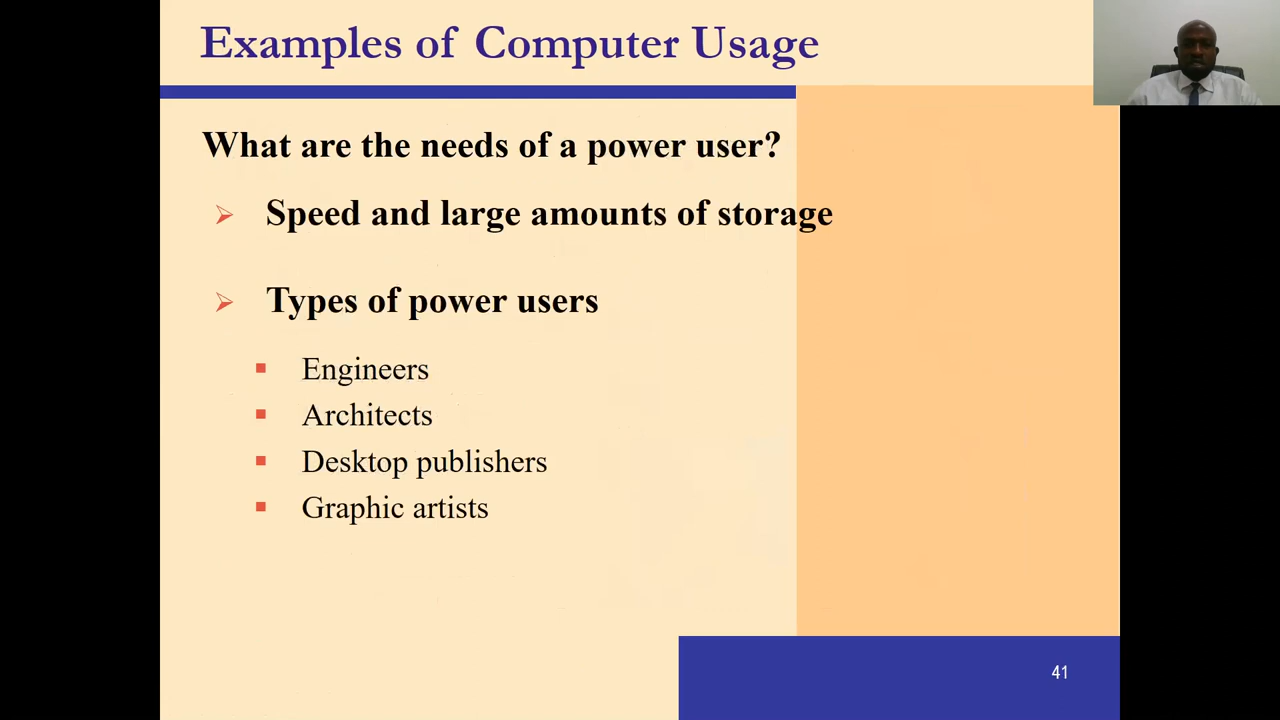 Examples of Computer Usage
What are the needs of a power user?
Speed and large amounts of storage
Types of power users
Engineers
Architects
Desktop publishers
Graphic artists
41